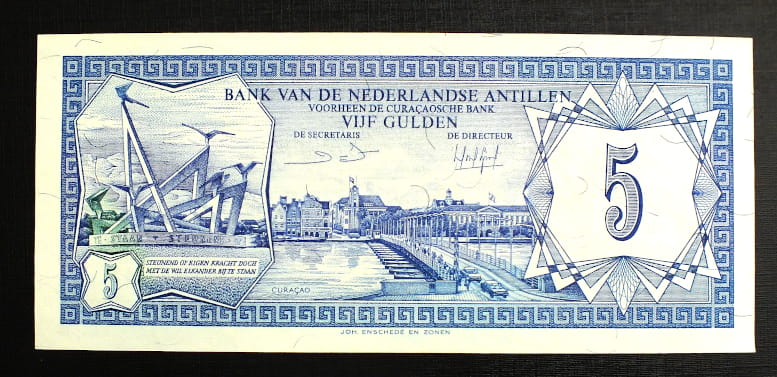 BANK VAN DE NEDERLANDSE ANTILLEN
VOORHEEN DE CURAÇAOSCHE BANK
VIJF GULDEN
DE SECRETARIS DE DIRECTEUR
5
STEUNEND OP EIGEN KRACHT DOCH
MET DE WIL ELKANDER BIJ TE STAAN
5
CURAÇAO
JOH. ENSCHEDÉ EN ZONEN